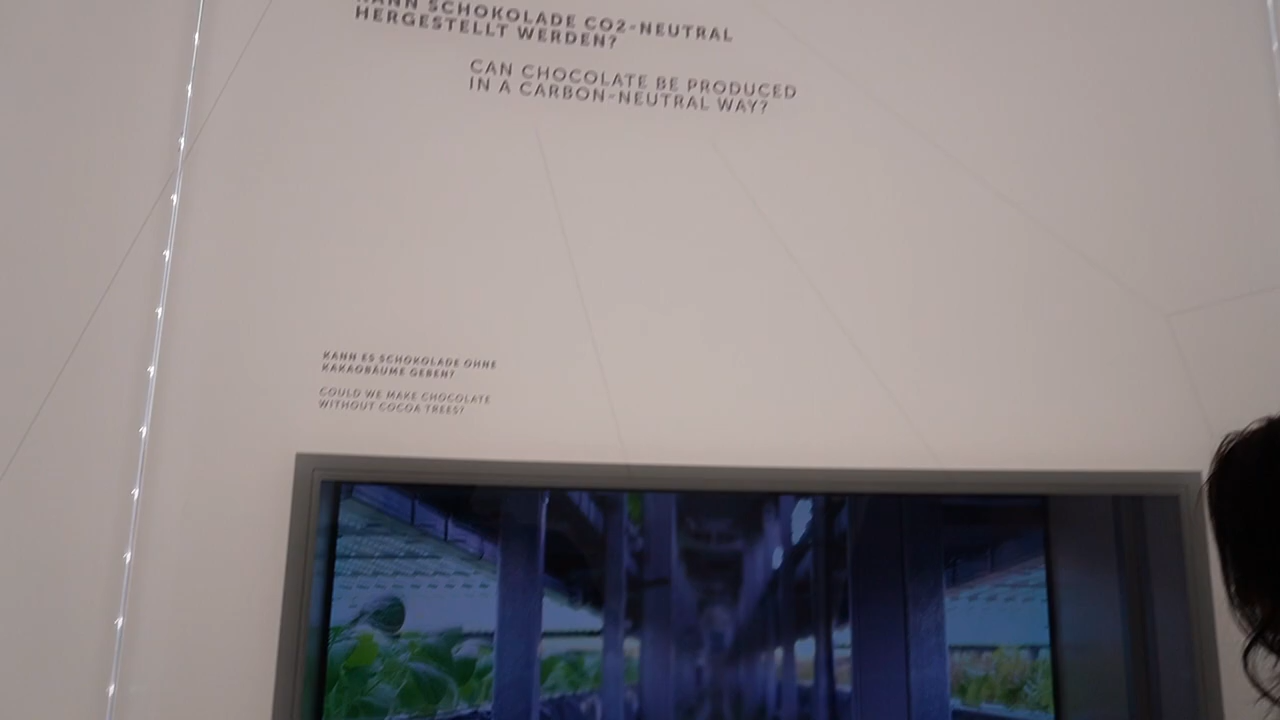 KANN SCHOKOLADE CO2-NEUTRAL
HERGESTELLT WERDEN?
CAN CHOCOLATE BE PRODUCED
IN A CARBON-NEUTRAL WAY?
KANN ES SCHOKOLADE OHNE
KAKAOBÄUME GEBEN?
COULD WE MAKE CHOCOLATE
WITHOUT COCOA TREES?